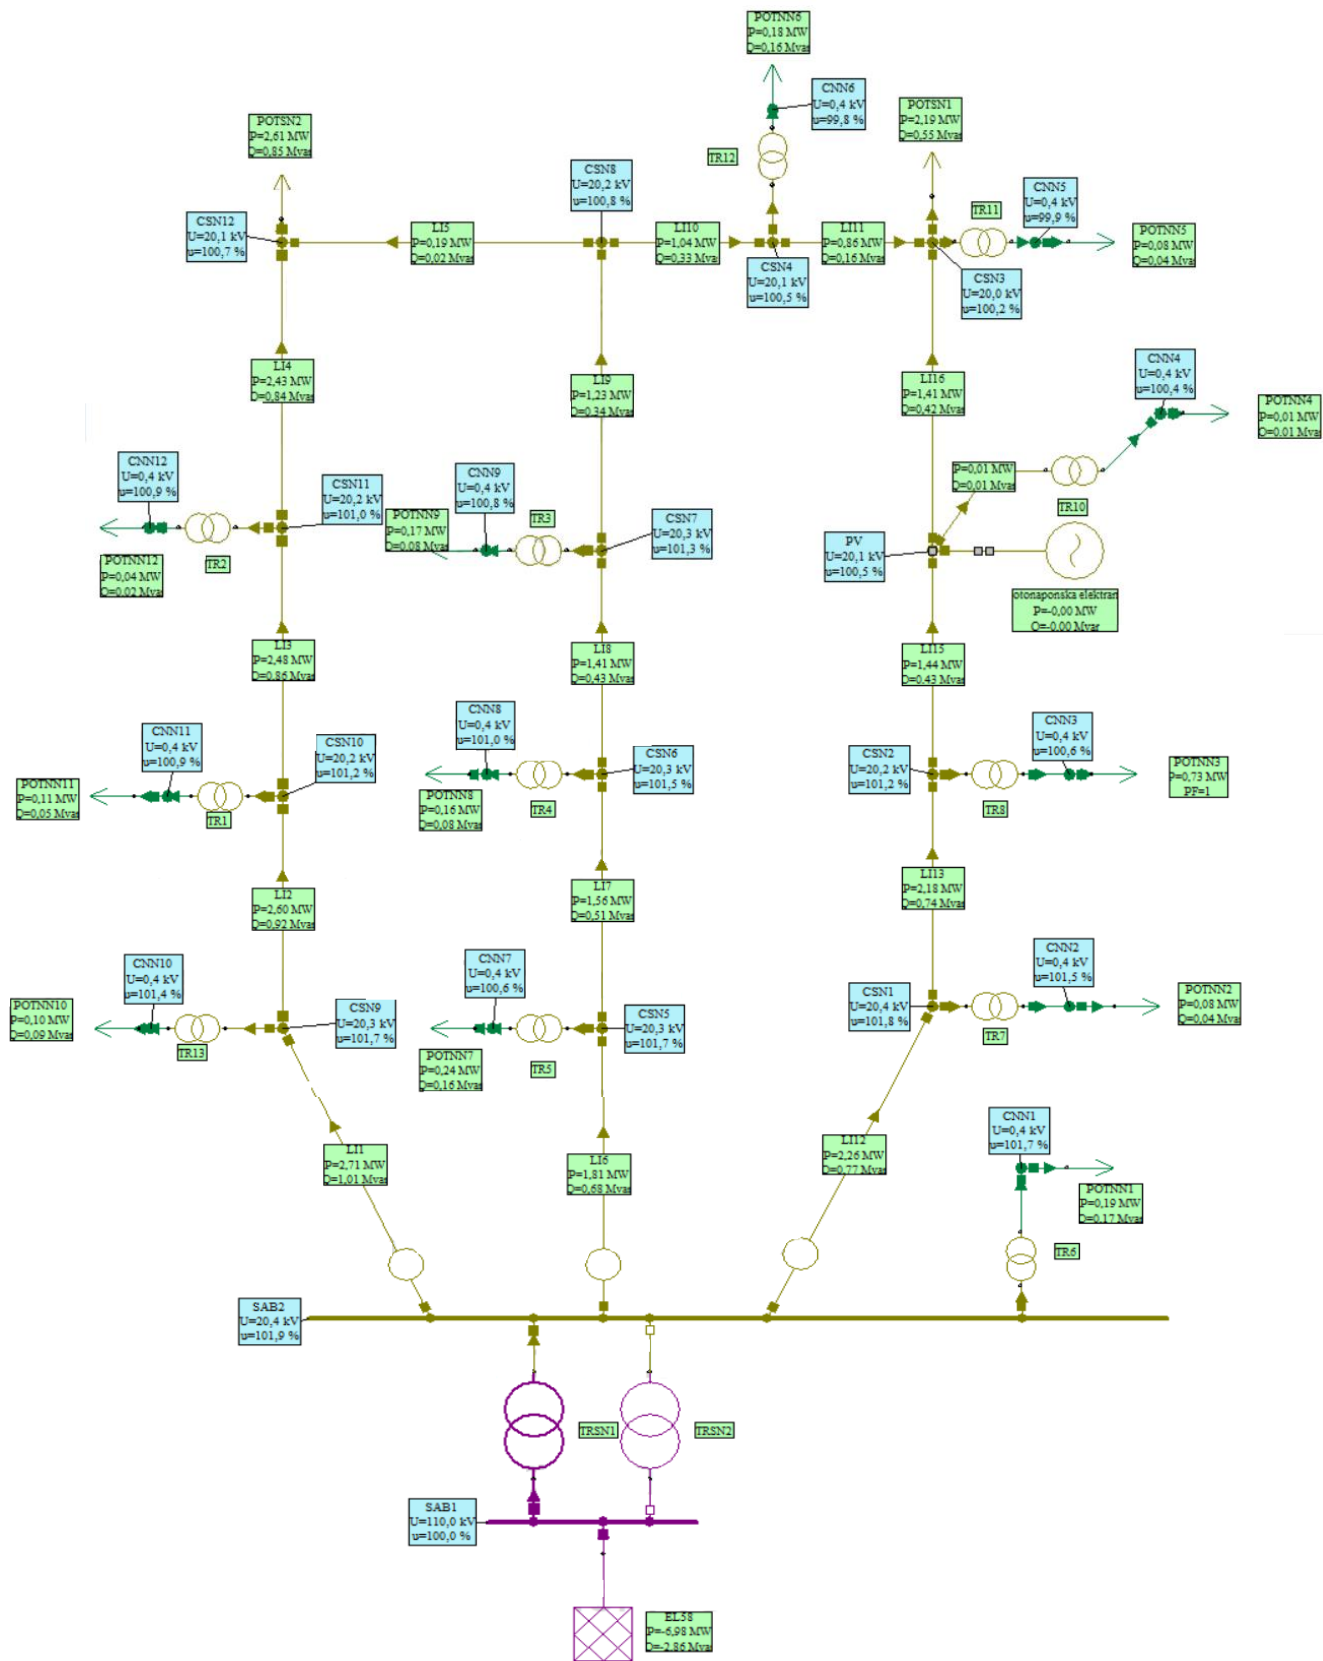 POTNN6
P=0,18 MW
Q=0,16 Mvar
CNN6
U=0,4 kV
u=99,8 %
TR12
POTSN1
P=2,19 MW
Q=0,55 Mvar
POTSN2
P=2,61 MW
Q=0,85 Mvar
CSN8
U=20,2 kV
u=100,8 %
CNN5
U=0,4 kV
u=99,9 %
TR11
CSN12
U=20,1 kV
u=100,7 %
LI5
P=0,19 MW
Q=0,02 Mvar
LI10
P=1,04 MW
Q=0,33 Mvar
LI11
P=0,86 MW
Q=0,16 Mvar
POTNN5
P=0,08 MW
Q=0,04 Mvar
CSN4
U=20,1 kV
u=100,5 %
CSN3
U=20,0 kV
u=100,2 %
LI4
P=2,43 MW
Q=0,84 Mvar
LI9
P=1,23 MW
Q=0,34 Mvar
LI16
P=1,41 MW
Q=0,42 Mvar
CNN4
U=0,4 kV
u=100,4 %
POTNN4
P=0,01 MW
Q=0,01 Mvar
CNN12
U=0,4 kV
u=100,9 %
CSN11
U=20,2 kV
u=101,0 %
CNN9
U=0,4 kV
u=100,8 %
P=0,01 MW
Q=0,01 Mvar
TR10
POTNN9
P=0,17 MW
Q=0,08 Mvar
TR3
CSN7
U=20,3 kV
u=101,3 %
PV
U=20,1 kV
u=100,5 %
TR2
POTNN12
P=0,04 MW
Q=0,02 Mvar
otonaponska elektran
P=-0,00 MW
Q=-0,00 Mvar
LI3
P=2,48 MW
Q=0,86 Mvar
LI8
P=1,41 MW
Q=0,43 Mvar
LI15
P=1,44 MW
Q=0,43 Mvar
CNN11
U=0,4 kV
u=100,9 %
CSN10
U=20,2 kV
u=101,2 %
CNN8
U=0,4 kV
u=101,0 %
CSN6
U=20,3 kV
u=101,5 %
CSN2
U=20,2 kV
u=101,2 %
CNN3
U=0,4 kV
u=100,6 %
POTNN3
P=0,73 MW
PF=1
POTNN11
P=0,11 MW
Q=0,05 Mvar
TR1
POTNN8
P=0,16 MW
Q=0,08 Mvar
TR4
TR8
LI2
P=2,60 MW
Q=0,92 Mvar
LI7
P=1,56 MW
Q=0,51 Mvar
LI13
P=2,18 MW
Q=0,74 Mvar
CNN10
U=0,4 kV
u=101,4 %
CNN7
U=0,4 kV
u=100,6 %
CNN2
U=0,4 kV
u=101,5 %
POTNN10
P=0,10 MW
Q=0,09 Mvar
TR13
CSN9
U=20,3 kV
u=101,7 %
CSN5
U=20,3 kV
u=101,7 %
CSN1
U=20,4 kV
u=101,8 %
POTNN2
P=0,08 MW
Q=0,04 Mvar
POTNN7
P=0,24 MW
Q=0,16 Mvar
TR5
TR7
LI1
P=2,71 MW
Q=1,01 Mvar
LI6
P=1,81 MW
Q=0,68 Mvar
LI12
P=2,26 MW
Q=0,77 Mvar
CNN1
U=0,4 kV
u=101,7 %
POTNN1
P=0,19 MW
Q=0,17 Mvar
TR6
SAB2
U=20,4 kV
u=101,9 %
TRSN1
TRSN2
SAB1
U=110,0 kV
u=100,0 %
EL58
P=-6,98 MW
Q=-2,86 Mvar